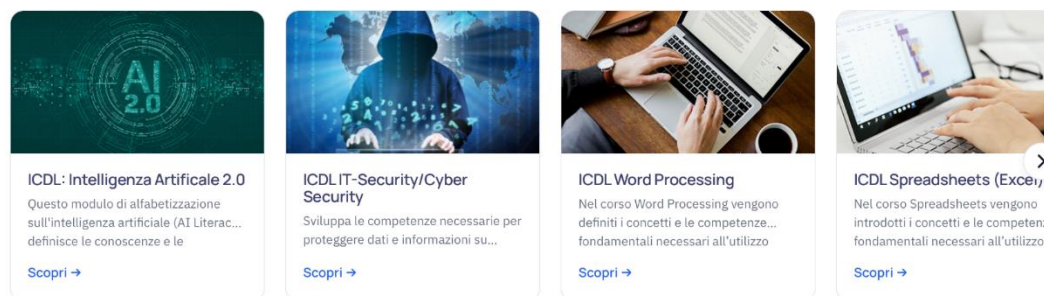 AI
2.0
ICDL: Intelligenza Artificale 2.0
Questo modulo di alfabetizzazione
sull'intelligenza artificiale (AI Literac...
definisce le conoscenze e le
Scopri →
ICDL IT-Security/Cyber
Security
Sviluppa le competenze necessarie per
proteggere dati e informazioni su...
Scopri →
ICDL Word Processing
Nel corso Word Processing vengono
definiti i concetti e le competenze...
fondamentali necessari all'utilizzo
Scopri →
ICDL Spreadsheets (Excel)
Nel corso Spreadsheets vengono
introdotti i concetti e le
fondamentali necessari all'utilizzo
Scopri →